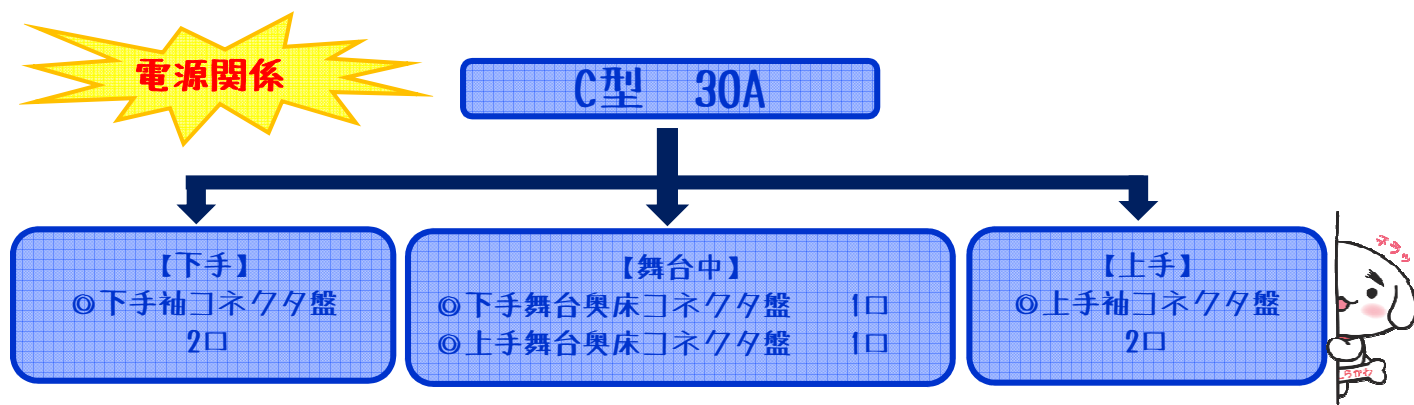 電源関係
C型　30A
【下手】
◎下手袖コネクタ盤
2口
【舞台中】
◎下手舞台奥床コネクタ盤　　1口
◎上手舞台奥床コネクタ盤　　1口
【上手】
◎上手袖コネクタ盤
2口
チラッ